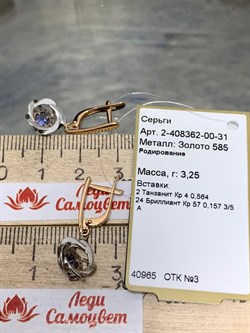 Серьги
Арт. 2-408362-00-31
Металл: Золото 585
Родирование
Масса, г: 3,25
Вставки:
2 Танзанит Кр 4 0,564
24 Бриллиант Кр 57 0,157 3/5
А
40965 ОТК №3
Леди
Самоцвет
Леди
Самоцвет